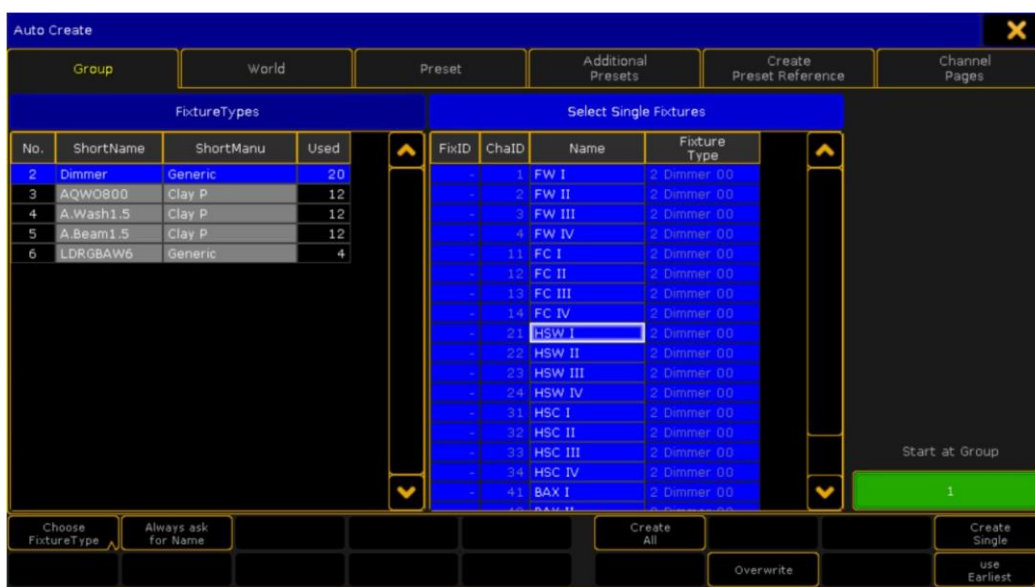 Auto Create
Group
World
Preset
Additional
Presets
Create
Preset Reference
Channel
Pages
FixtureTypes
No. ShortName ShortManu Used
2 Dimmer Generic 20
3 AQWO800 Clay P 12
4 A.Wash1.5 Clay P 12
5 A.Beam1.5 Clay P 12
6 LDRGBAW6 Generic 4
Select Single Fixtures
FixID ChaID Name Fixture Type
- 1 FW I 2 Dimmer 00
- 2 FW II 2 Dimmer 00
- 3 FW III 2 Dimmer 00
- 4 FW IV 2 Dimmer 00
- 11 FC I 2 Dimmer 00
- 12 FC II 2 Dimmer 00
- 13 FC III 2 Dimmer 00
- 14 FC IV 2 Dimmer 00
- 21 HSW I 2 Dimmer 00
- 22 HSW II 2 Dimmer 00
- 23 HSW III 2 Dimmer 00
- 24 HSW IV 2 Dimmer 00
- 31 HSC I 2 Dimmer 00
- 32 HSC II 2 Dimmer 00
- 33 HSC III 2 Dimmer 00
- 34 HSC IV 2 Dimmer 00
- 41 BAX I 2 Dimmer 00
Start at Group
1
Choose
FixtureType
Always ask
for Name
Create
All
Create
Single
Overwrite
use
Earliest